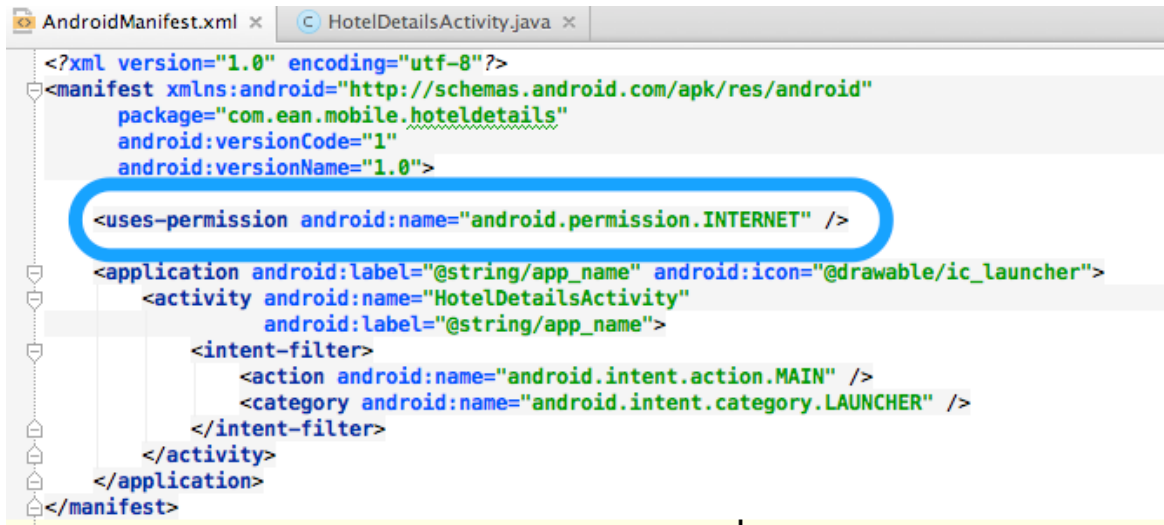 AndroidManifest.xml × C HotelDetailsActivity.java ×
<?xml version="1.0" encoding="utf-8"?>
<manifest xmlns:android="http://schemas.android.com/apk/res/android"
package="com.ean.mobile.hoteldetails"
android:versionCode="1"
android:versionName="1.0">
<uses-permission android:name="android.permission.INTERNET" />
<application android:label="@string/app_name" android:icon="@drawable/ic_launcher">
<activity android:name="HotelDetailsActivity"
android:label="@string/app_name">
<intent-filter>
<action android:name="android.intent.action.MAIN" />
<category android:name="android.intent.category.LAUNCHER" />
</intent-filter>
</activity>
</application>
</manifest>